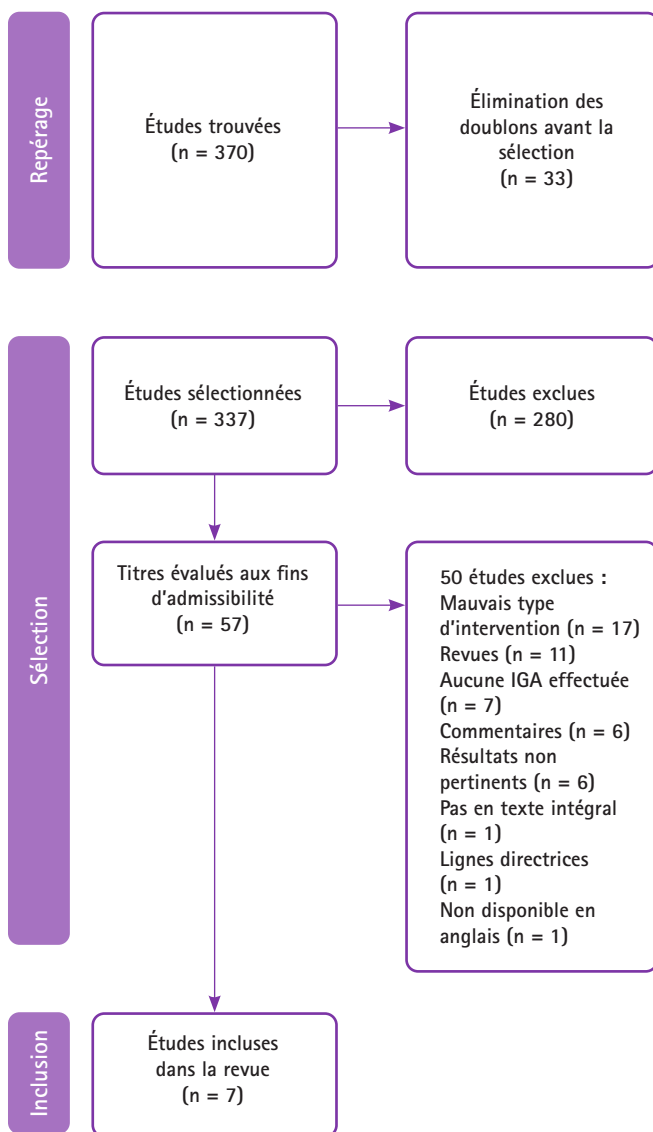 Repérage
Études trouvées
(n = 370)
Élimination des
doublons avant la
sélection
(n = 33)
Sélection
Études sélectionnées
(n = 337)
Études exclues
(n = 280)
Titres évalués aux fins
d'admissibilité
(n = 57)
50 études exclues :
Mauvais type
d'intervention (n = 17)
Revues (n = 11)
Aucune IGA effectuée
(n = 7)
Commentaires (n = 6)
Résultats non
pertinents (n = 6)
Pas en texte intégral
(n = 1)
Lignes directrices
(n = 1)
Non disponible en
anglais (n = 1)
Inclusion
Études incluses
dans la revue
(n = 7)